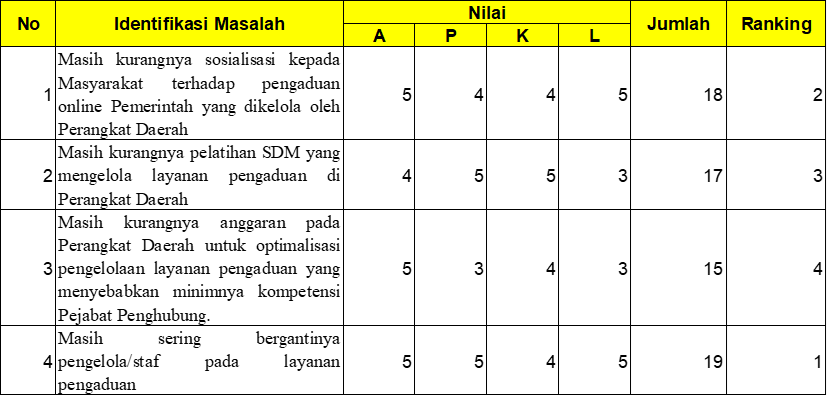 No Identifikasi Masalah Nilai Jumlah Ranking
A P K L
Masih kurangnya sosialisasi kepada
Masyarakat terhadap pengaduan
1 online Pemerintah yang dikelola oleh 5 4 4 5 18 2
Perangkat Daerah
Masih kurangnya pelatihan SDM yang
2 mengelola layanan pengaduan di 4 5 5 3 17 3
Perangkat Daerah
Masih kurangnya anggaran pada
Perangkat Daerah untuk optimalisasi
3 pengelolaan layanan pengaduan yang 5 3 4 3 15 4
menyebabkan minimnya kompetensi
Pejabat Penghubung.
Masih sering bergantinya
4 pengelola/staf pada layanan 5 5 4 5 19 1
pengaduan